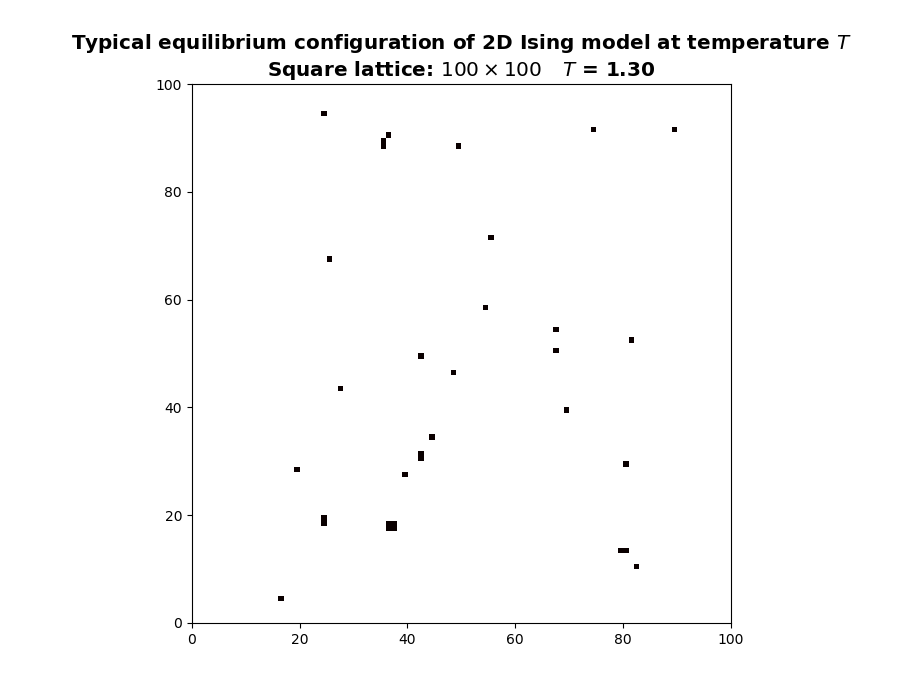 Typical equilibrium configuration of 2D Ising model at temperature T
Square lattice: 100 × 100 T = 1.30
100
80
60
40
20
0
0 20 40 60 80 100